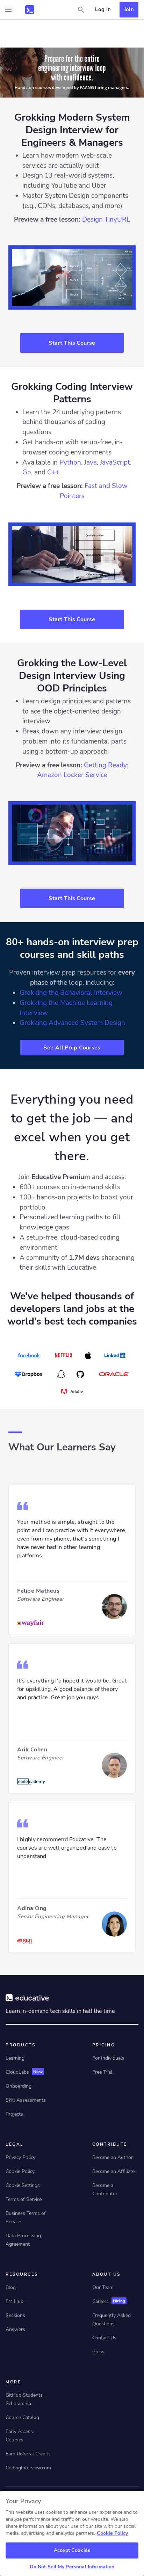 Log In
Join
Prepare for the entire
engineering interview loop
with confidence.
Hands-on courses developed by FAANG hiring managers.
Grokking Modern System
Design Interview for
Engineers & Managers
Learn how modern web-scale
services are actually built
Design 13 real-world systems,
including YouTube and Uber
Master System Design components
(e.g., CDNs, databases, and more)
Preview a free lesson: Design TinyURL
Start This Course
Grokking Coding Interview
Patterns
Learn the 24 underlying patterns
behind thousands of coding
questions
Get hands-on with setup-free, in-
browser coding environments
Available in Python, Java, JavaScript,
Go, and C++
Preview a free lesson: Fast and Slow
Pointers
Start This Course
Grokking the Low-Level
Design Interview Using
OOD Principles
Learn design principles and patterns
to ace the object-oriented design
interview
Break down any interview design
problem into its fundamental parts
using a bottom-up approach
Preview a free lesson: Getting Ready:
Amazon Locker Service
Start This Course
80+ hands-on interview prep
courses and skill paths
Proven interview prep resources for every
phase of the loop, including:
Grokking the Behavioral Interview
Grokking the Machine Learning
Interview
Grokking Advanced System Design
See All Prep Courses
Everything you need
to get the job — and
excel when you get
there.
Join Educative Premium and access:
600+ courses on in-demand skills
100+ hands-on projects to boost your
portfolio
Personalized learning paths to fill
knowledge gaps
A setup-free, cloud-based coding
environment
A community of 1.7M devs sharpening
their skills with Educative
We've helped thousands of
developers land jobs at the
world's best tech companies
facebook
NETFLIX
LinkedIn
Dropbox
ORACLE
Adobe
What Our Learners Say
Your method is simple, straight to the
point and I can practice with it everywhere,
even from my phone, that's something I
have never had in other learning
platforms.
Felipe Matheus
Software Engineer
wayfair
It's everything I'd hoped it would be. Great
for upskilling. A good balance of theory
and practice. Great job you guys
Arik Cohen
Software Engineer
codecademy
I highly recommend Educative. The
courses are well organized and easy to
understand.
Adina Ong
Senior Engineering Manager
educative
Learn in-demand tech skills in half the time
PRODUCTS
PRICING
Learning
For Individuals
CloudLabs New
Free Trial
Onboarding
Skill Assessments
Projects
LEGAL
CONTRIBUTE
Privacy Policy
Become an Author
Cookie Policy
Become an Affiliate
Cookie Settings
Become a
Contributor
Terms of Service
Business Terms of
Service
Data Processing
Agreement
RESOURCES
ABOUT US
Blog
Our Team
EM Hub
Careers Hiring
Sessions
Frequently Asked
Questions
Answers
Contact Us
Press
MORE
GitHub Students
Scholarship
Course Catalog
Early Access
Courses
Earn Referral Credits
CodingInterview.com
Your Privacy
This website uses cookies to enhance user
experience and to analyze performance and
traffic on our website. For more information about
data, and advertising partners. Cookie Policy
Accept Cookies
Do Not Sell My Personal Information